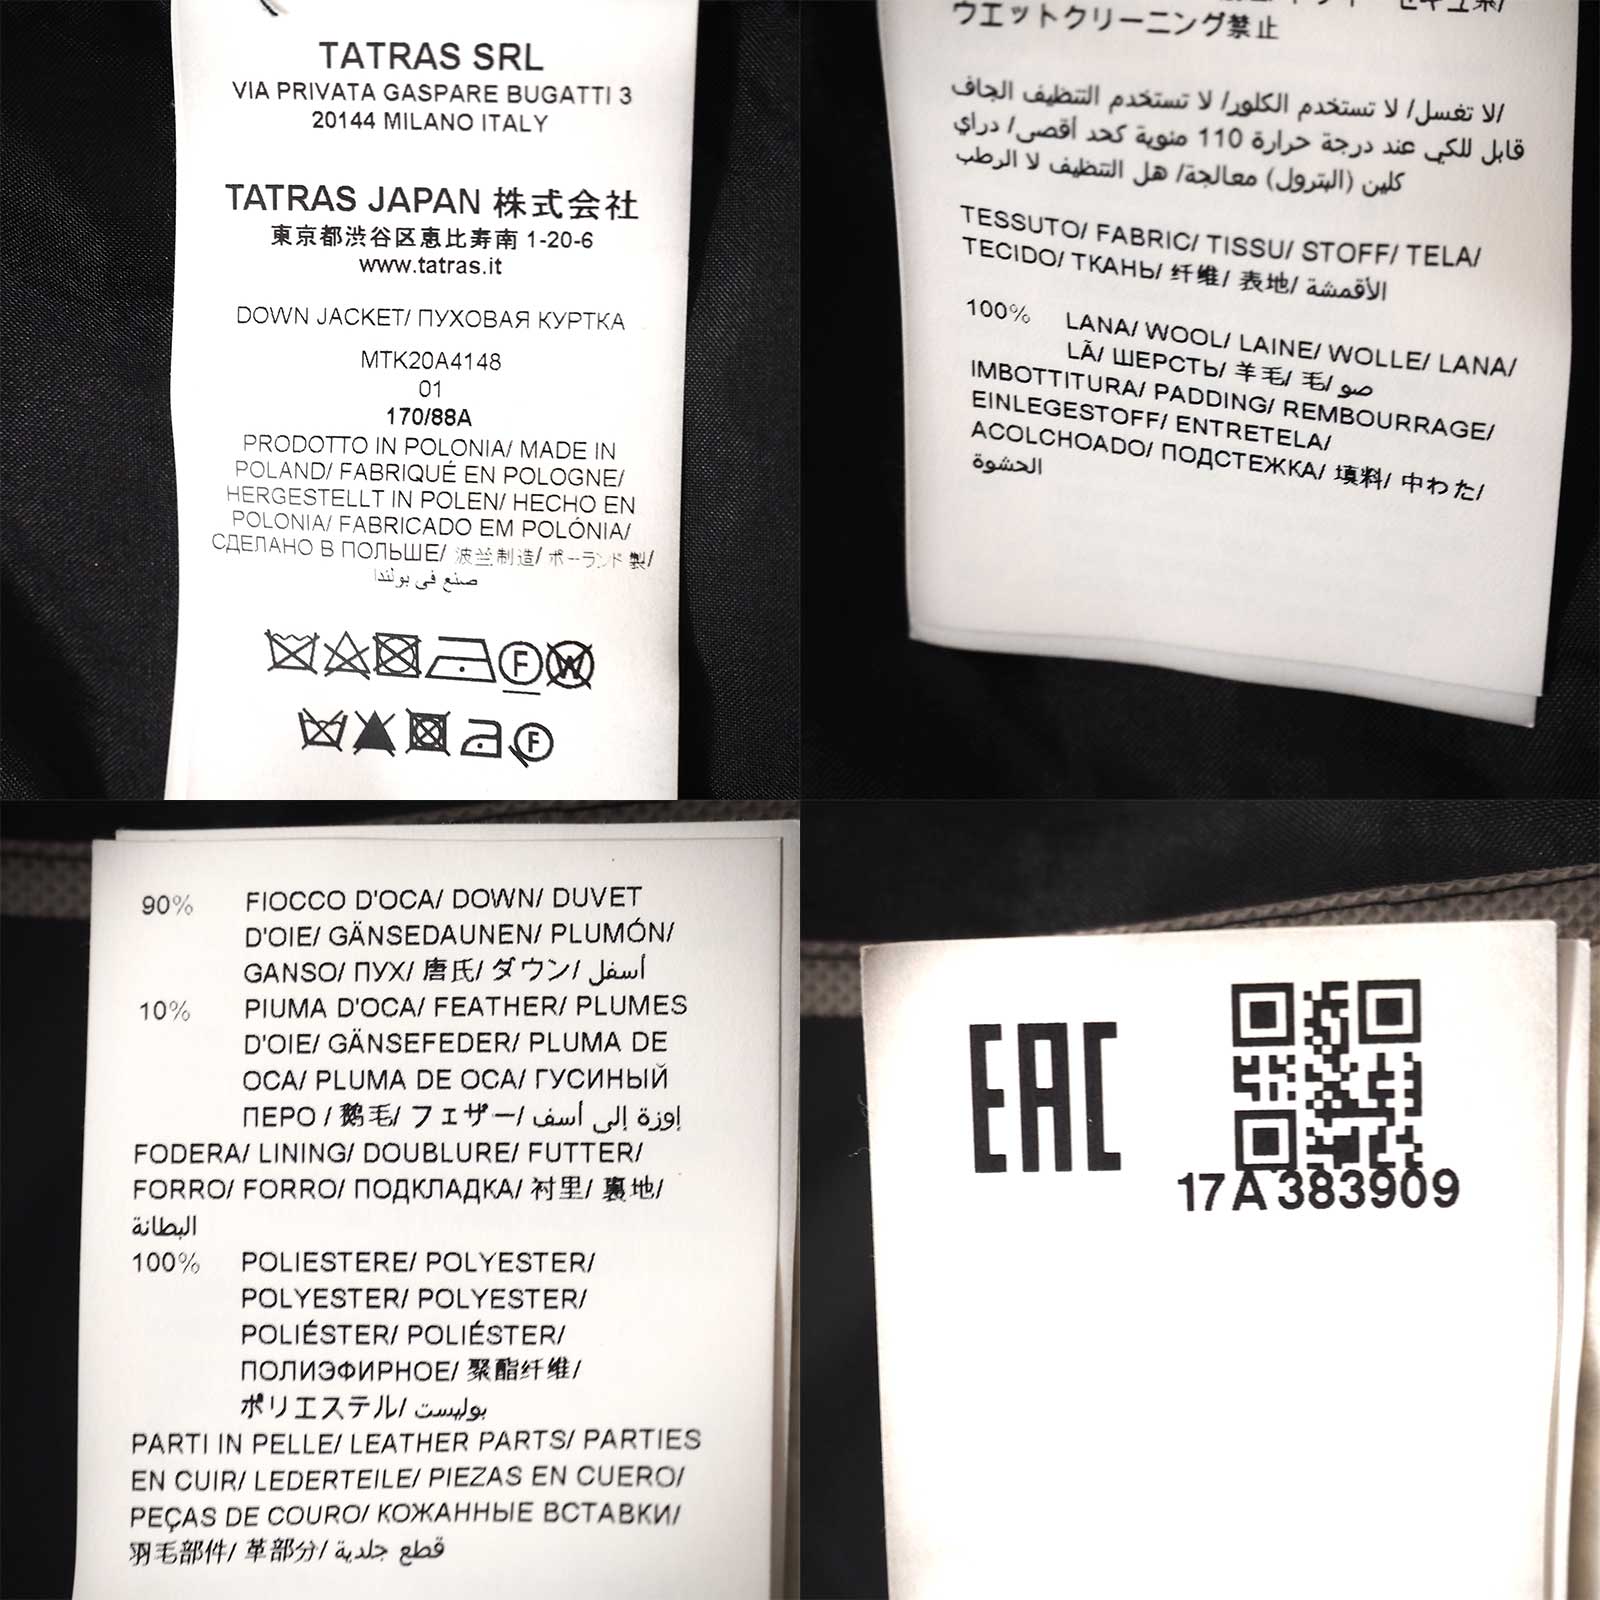 TATRAS SRL
VIA PRIVATA GASPARE BUGATTI 3
20144 MILANO ITALY
TATRAS JAPAN 株式会社
東京都渋谷区恵比寿南 1-20-6
www.tatras.it
DOWN JACKET/ ПУХОВАЯ КУРТКА
MTK20A4148
01
170/88A
PRODOTTO IN POLONIA/ MADE IN
POLAND/ FABRIQUÉ EN POLOGNE/
HERGESTELLT IN POLEN/ HECHO EN
POLONIA/ FABRICADO EM POLÓNIA/
СДЕЛАНО В ПОЛЬШЕ/ 波兰制造/ ポーランド 製/
صنع في بولندا
F W
F
ウエットクリーニング禁止
لا تغسل/ لا تستخدم الكلور/ لا تستخدم التنظيف الجاف/
قابل للكي عند درجة حرارة 110 مئوية كحد أقصى/ دراي
كلين (البترول) معالجة/ هل التنظيف لا الرطب
TESSUTO/ FABRIC/ TISSU/ STOFF/ TELA/
TECIDO/ ТКАНЬ/ 纤维/ 表地/ الأقمشة
100% LANA/ WOOL/ LAINE/ WOLLE/ LANA/
LÃ/ ШЕРСТЬ/ 羊毛/ 毛/ صو
IMBOTTITURA/ PADDING/ REMBOURRAGE/
EINLEGESTOFF/ ENTRETELA/
ACOLCHOADO/ ПОДСТЕЖКА/ 填料/ 中わた/
الحشوة
90% FIOCCO D'OCA/ DOWN/ DUVET
D'OIE/ GÄNSEDAUNEN/ PLUMÓN/
GANSO/ ПУХ/ 唐氏/ ダウン/ أسفل
10% PIUMA D'OCA/ FEATHER/ PLUMES
D'OIE/ GÄNSEFEDER/ PLUMA DE
OCA/ PLUMA DE OCA/ ГУСИНЫЙ
ПЕРО / 鹅毛/ フェザー/ إوزة إلى أسف
FODERA/ LINING/ DOUBLURE/ FUTTER/
FORRO/ FORRO/ ПОДКЛАДКА/ 衬里/ 裏地/
البطانة
100% POLIESTERE/ POLYESTER/
POLYESTER/ POLYESTER/
POLIÉSTER/ POLIÉSTER/
ПОЛИЭФИРНОЕ/ 聚酯纤维/
ポリエステル/ بوليست
PARTI IN PELLE/ LEATHER PARTS/ PARTIES
EN CUIR/ LEDERTEILE/ PIEZAS EN CUERO/
PEÇAS DE COURO/ КОЖАННЫЕ ВСТАВКИ/
羽毛部件/ 革部分/ قطع جلدية
EAC
17A383909